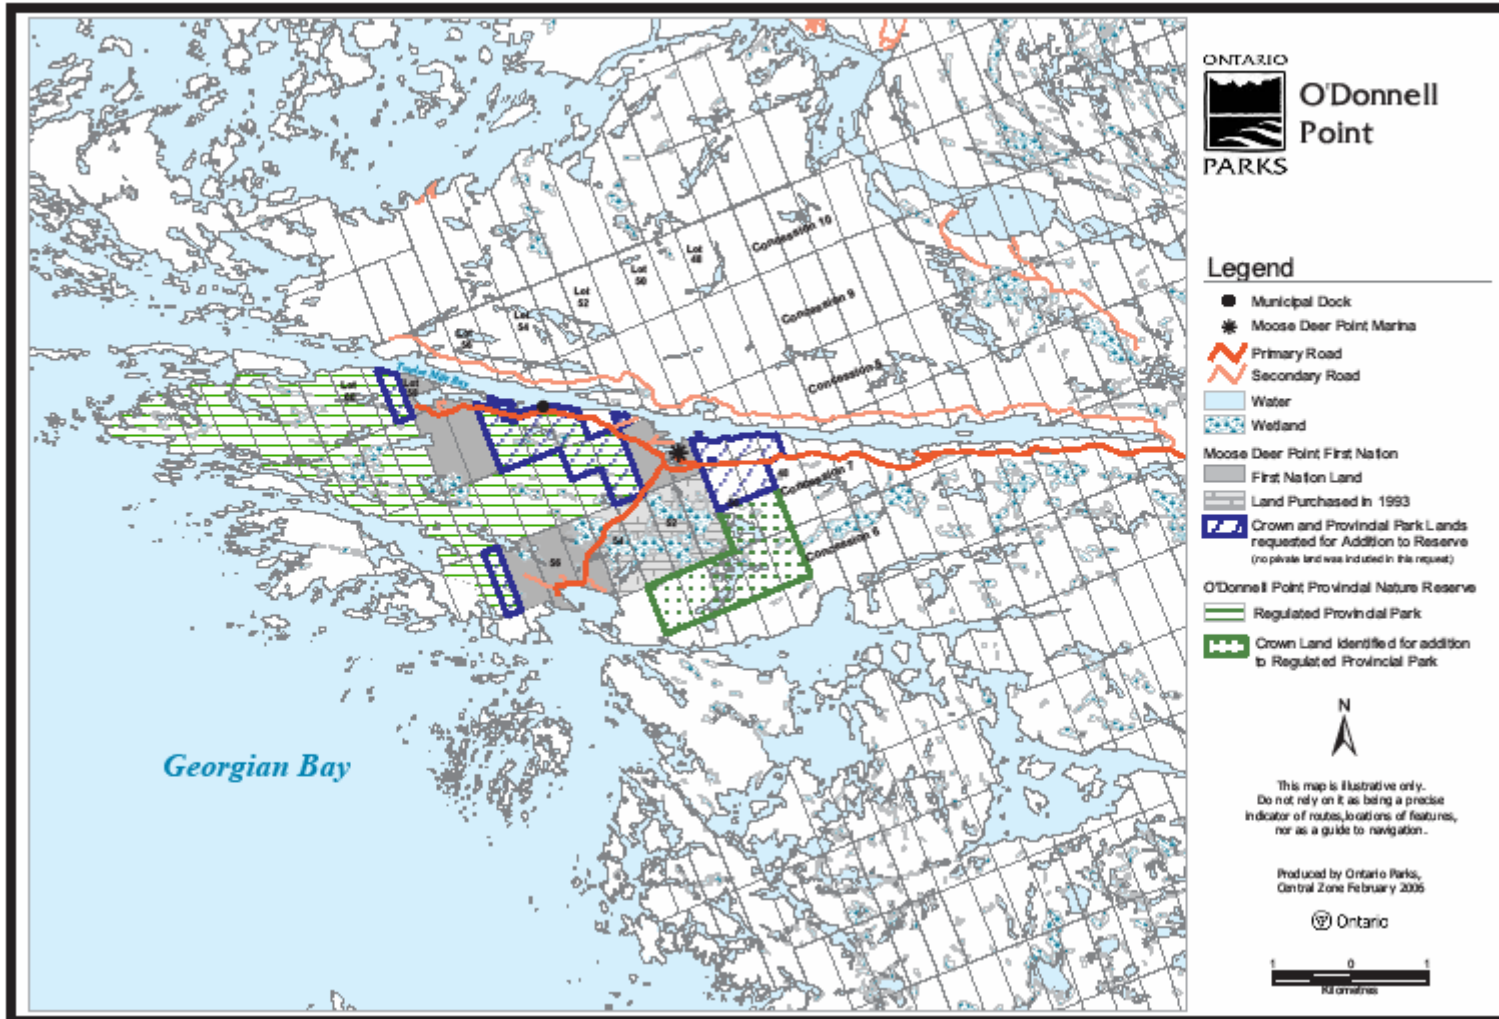 ONTARIO
PARKS
O'Donnell
Point
Legend
Municipal Dock
Moose Deer Point Marina
Primary Road
Secondary Road
Water
Wetland
Moose Deer Point First Nation
First Nation Land
Land Purchased in 1993
Crown and Provincial Park Lands
requested for Addition to Reserve
(no private land was included in this request)
O'Donnell Point Provincial Nature Reserve
Regulated Provincial Park
Crown Land identified for addition
to Regulated Provincial Park
N
This map is illustrative only.
Do not rely on it as being a precise
indicator of routes, locations of features,
nor as a guide to navigation.
Produced by Ontario Parks,
Central Zone February 2006
Ontario
1 0 1
Kilometres
Concession 10
Lot
48
Lot
50
Lot
52
Concession 9
Lot
54
Lot
56
Concession 8
Bay
Lot
Lot
Concession 7
52
54
Concession 6
56
Georgian Bay